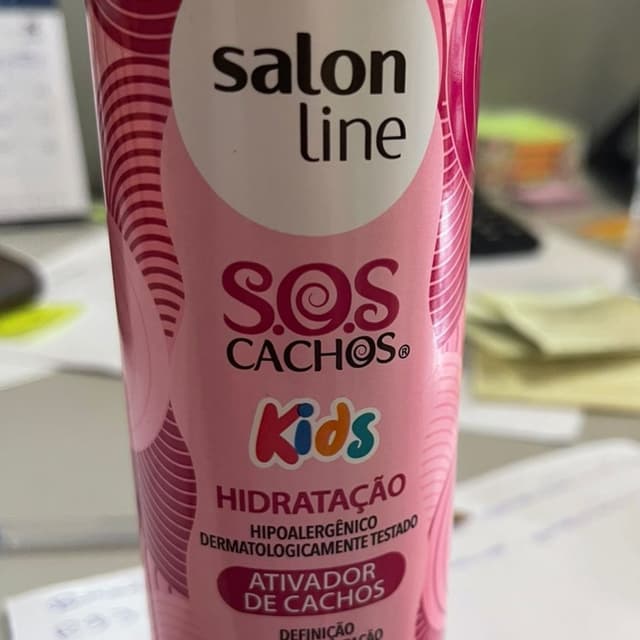 salon
line
S.O.S
CACHOS®
Kids
HIDRATAÇÃO
HIPOALERGÊNICO
DERMATOLOGICAMENTE TESTADO
ATIVADOR
DE CACHOS
DEFINIÇÃO